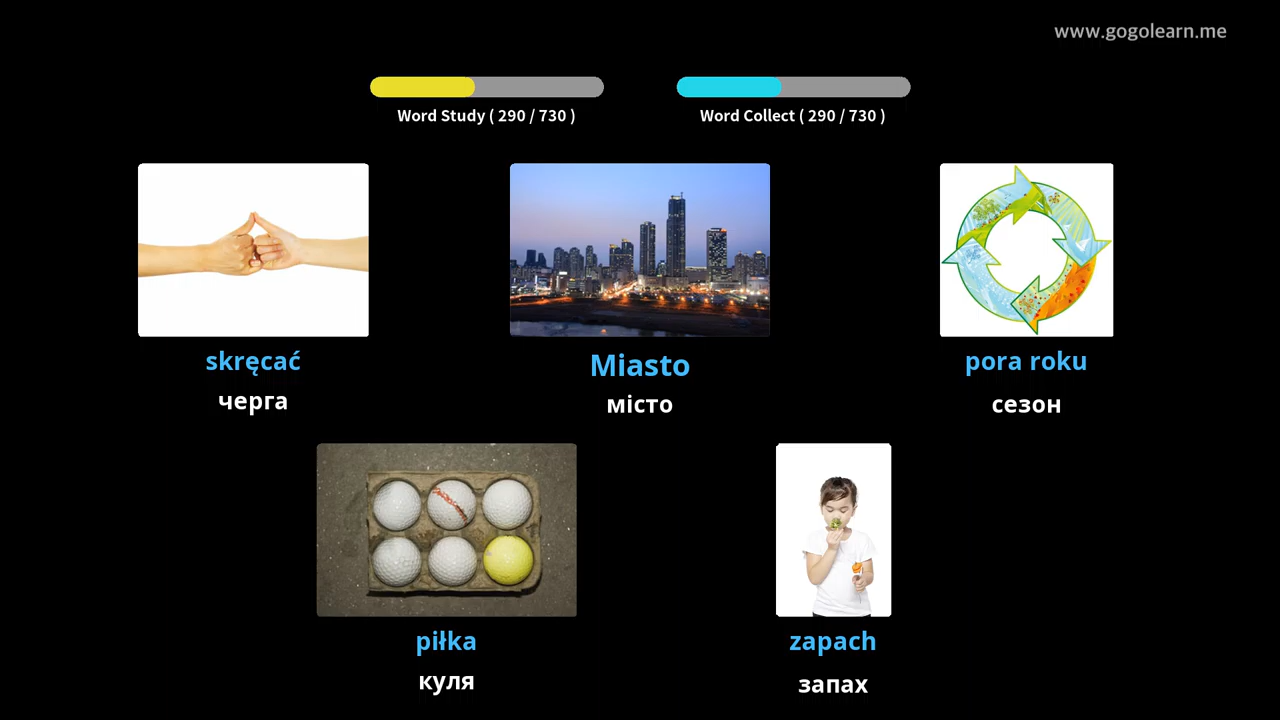 www.gogolearn.me
Word Study ( 290 / 730 )
Word Collect ( 290 / 730 )
skręcać
черга
Miasto
місто
pora roku
сезон
piłka
куля
zapach
запах